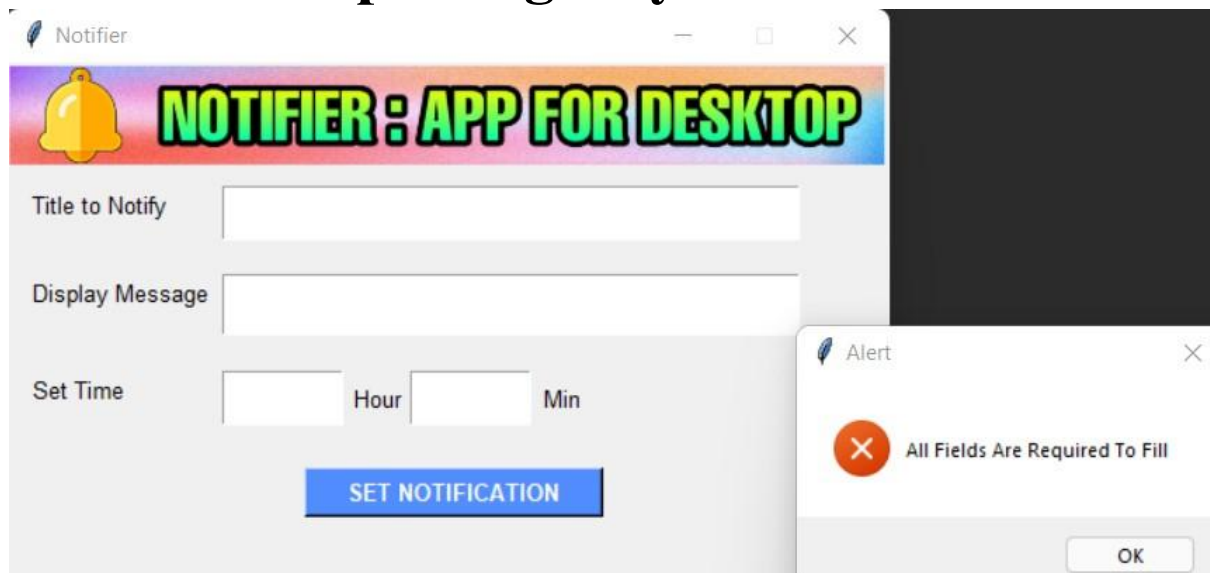 Notifier
NOTIFIER : APP FOR DESKTOP
Title to Notify
Display Message
Set Time
Hour
Min
SET NOTIFICATION
Alert
All Fields Are Required To Fill
OK